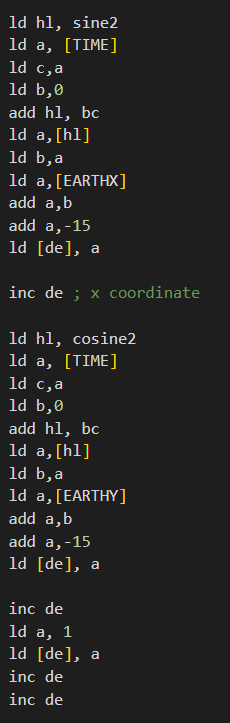 ld hl, sine2
ld a, [TIME]
ld c,a
ld b,0
add hl, bc
ld a,[hl]
ld b,a
ld a,[EARTHX]
add a,b
add a,-15
ld [de], a

inc de ; x coordinate

ld hl, cosine2
ld a, [TIME]
ld c,a
ld b,0
add hl, bc
ld a,[hl]
ld b,a
ld a,[EARTHY]
add a,b
add a,-15
ld [de], a

inc de
ld a, 1
ld [de], a
inc de
inc de